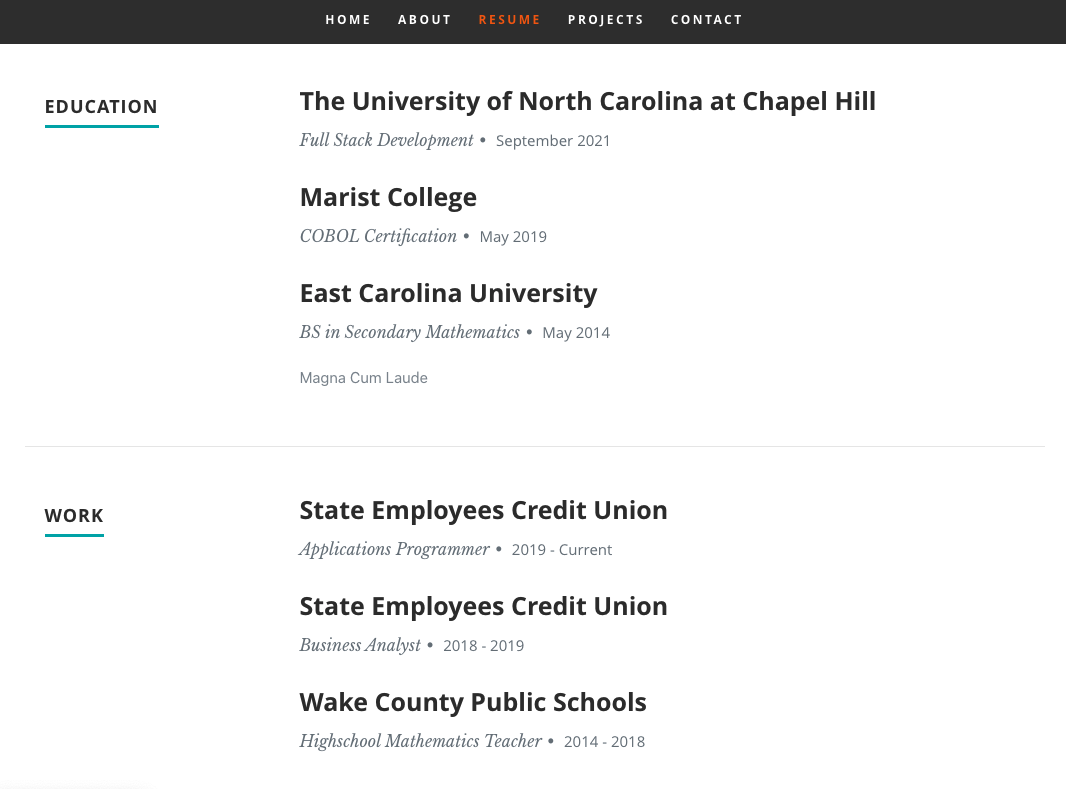 HOME ABOUT RESUME PROJECTS CONTACT
EDUCATION
The University of North Carolina at Chapel Hill
Full Stack Development • September 2021
Marist College
COBOL Certification • May 2019
East Carolina University
BS in Secondary Mathematics • May 2014
Magna Cum Laude
WORK
State Employees Credit Union
Applications Programmer • 2019 - Current
State Employees Credit Union
Business Analyst • 2018 - 2019
Wake County Public Schools
Highschool Mathematics Teacher • 2014 - 2018